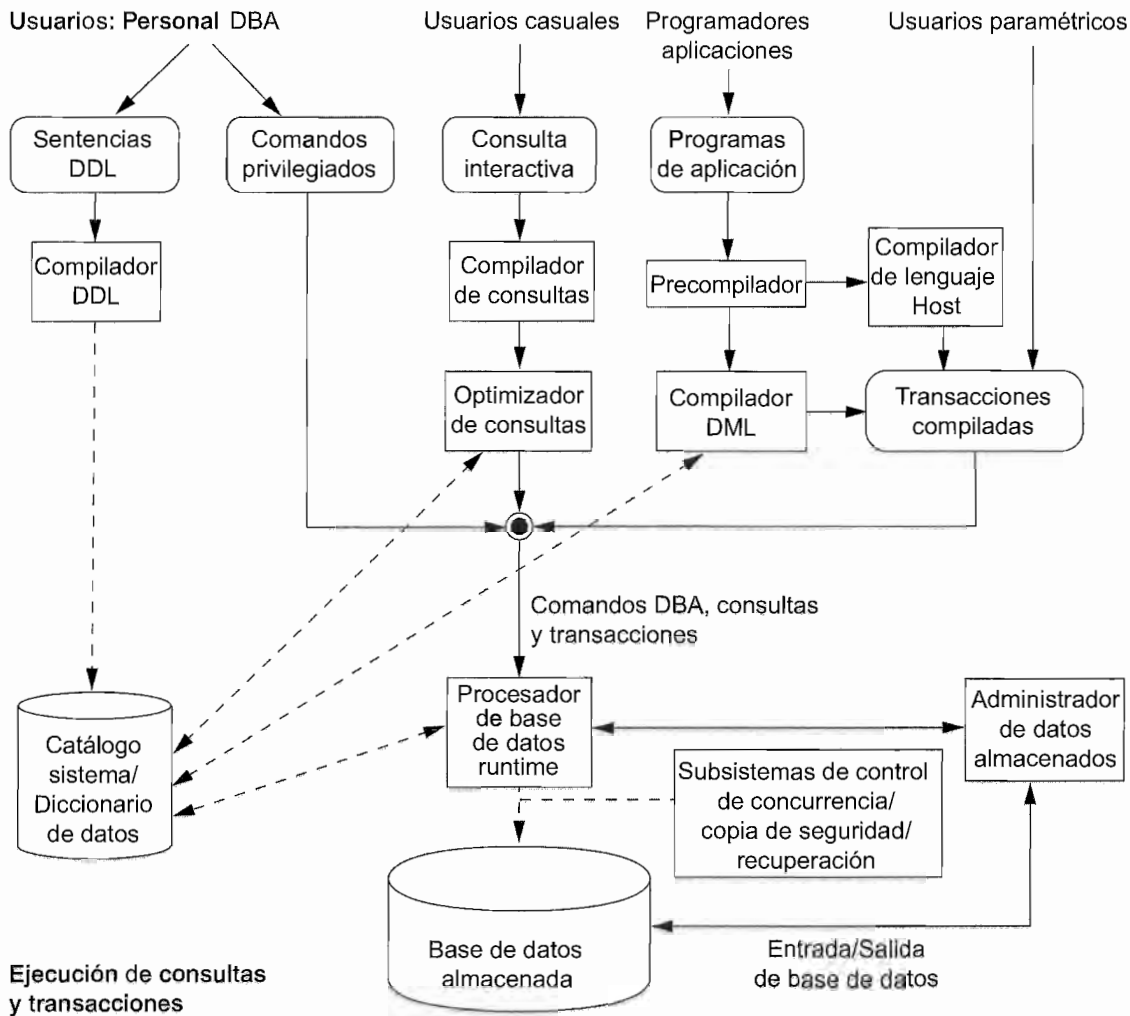 Usuarios: Personal DBA
Usuarios casuales
Programadores
aplicaciones
Usuarios paramétricos
Sentencias
DDL
Comandos
privilegiados
Consulta
interactiva
Programas
de aplicación
Compilador
DDL
Compilador
de consultas
Precompilador
Compilador
de lenguaje
Host
Optimizador
de consultas
Compilador
DML
Transacciones
compiladas
Comandos DBA, consultas
y transacciones
Catálogo
sistema/
Diccionario
de datos
Procesador
de base
de datos
runtime
Administrador
de datos
almacenados
Subsistemas de control
de concurrencia/
copia de seguridad/
recuperación
Base de datos
almacenada
Entrada/Salida
de base de datos
Ejecución de consultas
y transacciones